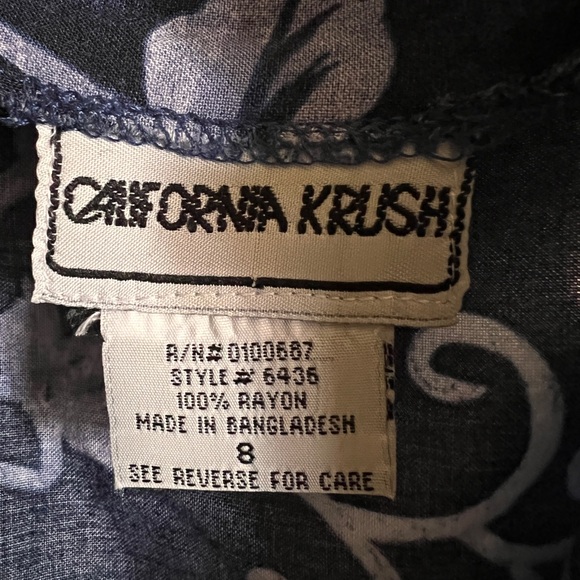 CALIFORNIA KRUSH
R/N# 0100687
STYLE# 6436
100% RAYON
MADE IN BANGLADESH
8
SEE REVERSE FOR CARE